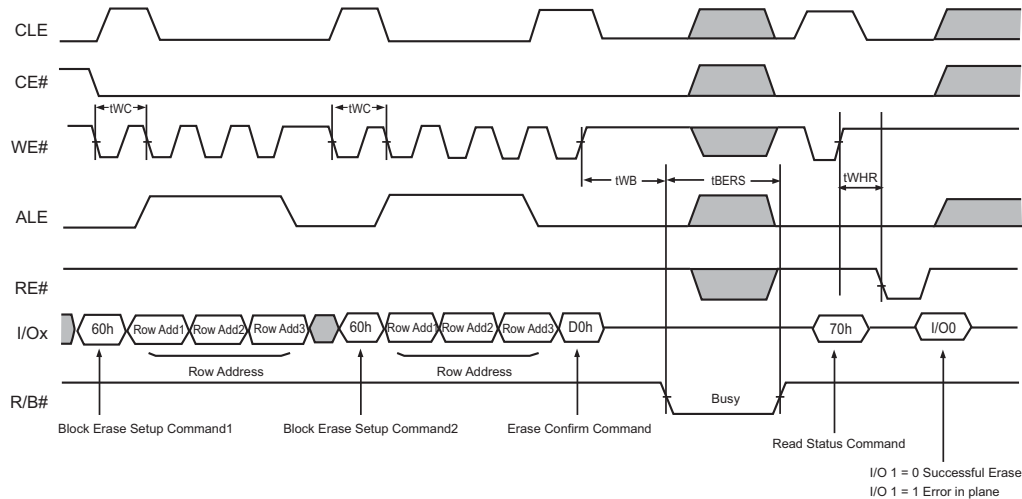 CLE
CE#
tWC
tWC
WE#
tWB
tBERS
tWHR
ALE
RE#
I/Ox
60h
Row Add1
Row Add2
Row Add3
60h
Row Add1
Row Add2
Row Add3
D0h
70h
I/O0
Row Address
Row Address
R/B#
Busy
Block Erase Setup Command1
Block Erase Setup Command2
Erase Confirm Command
Read Status Command
I/O 1 = 0 Successful Erase
I/O 1 = 1 Error in plane